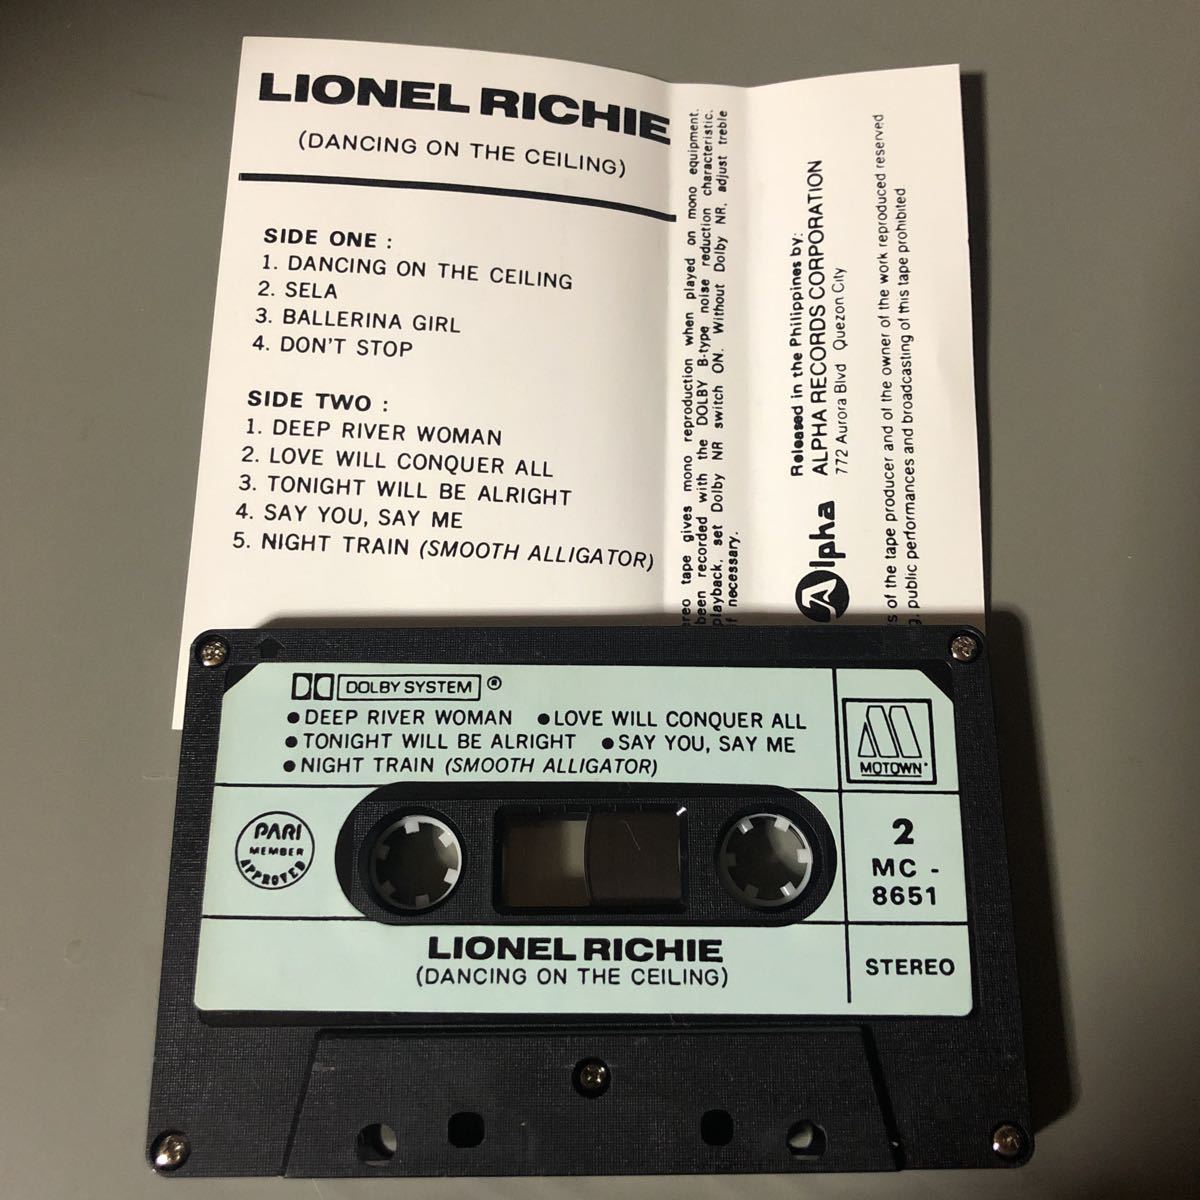 LIONEL RICHIE
(DANCING ON THE CEILING)
SIDE ONE :
1. DANCING ON THE CEILING
2. SELA
3. BALLERINA GIRL
4. DON'T STOP
SIDE TWO :
1. DEEP RIVER WOMAN
2. LOVE WILL CONQUER ALL
3. TONIGHT WILL BE ALRIGHT
4. SAY YOU, SAY ME
5. NIGHT TRAIN (SMOOTH ALLIGATOR)
tape gives mono reproduction when played on mono equipment.
been recorded with the DOLBY B-type noise reduction characteristic.
playback, set Dolby NR switch ON. Without Dolby NR, adjust treble
if necessary.
Alpha
Released in the Philippines by:
ALPHA RECORDS CORPORATION
772 Aurora Blvd Quezon City
of the tape producer and of the owner of the work reproduced reserved
public performances and broadcasting of this tape prohibited
DOLBY SYSTEM ®
● DEEP RIVER WOMAN ● LOVE WILL CONQUER ALL
● TONIGHT WILL BE ALRIGHT ● SAY YOU, SAY ME
● NIGHT TRAIN (SMOOTH ALLIGATOR)
MOTOWN
PARI
MEMBER
APPROVED
2
MC -
8651
LIONEL RICHIE
(DANCING ON THE CEILING)
STEREO